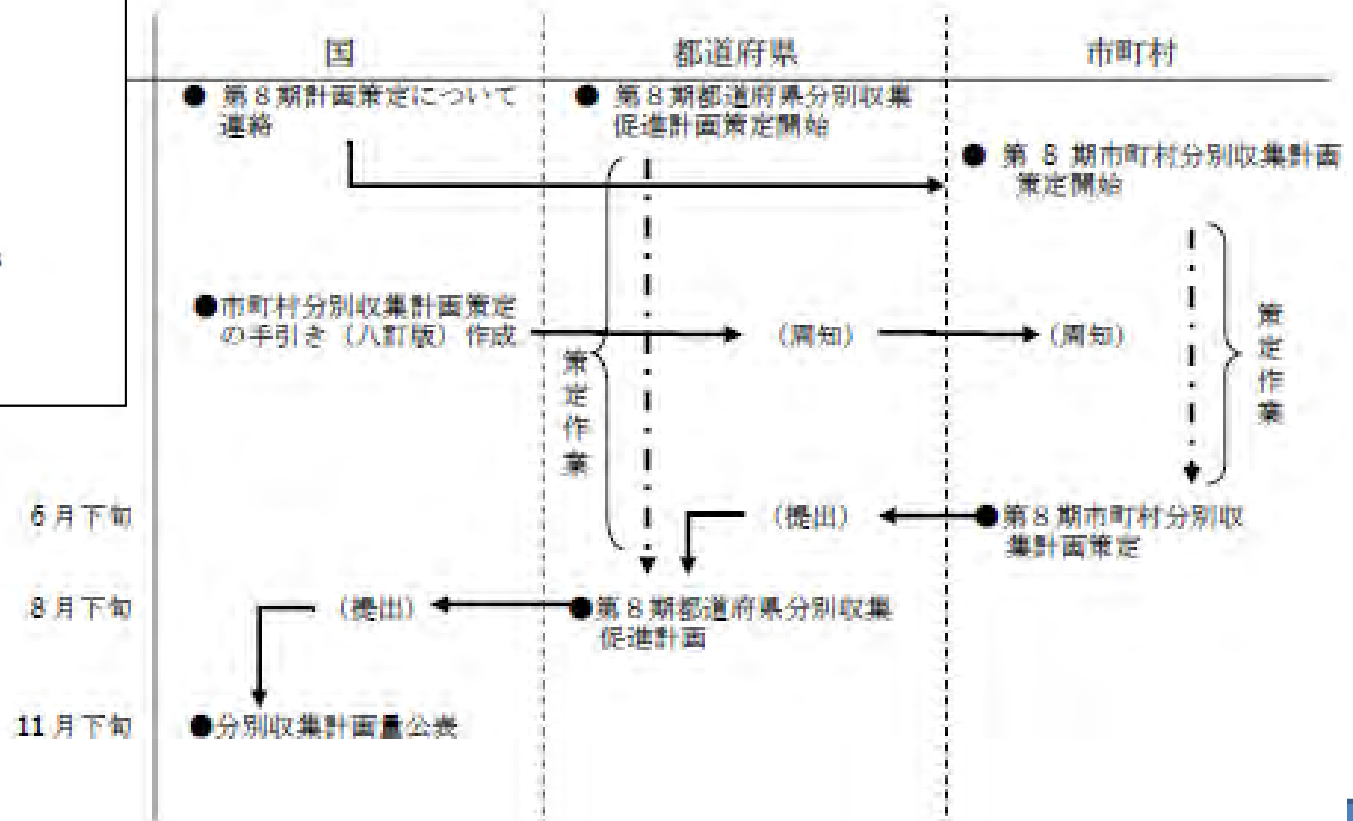 国
都道府県
市町村
● 第8期計画策定について
連絡
● 第8期都道府県分別収集
促進計画策定開始
● 第8期市町村分別収集計画
策定開始
●市町村分別収集計画策定
の手引き（八訂版）作成
（周知）
（周知）
策定作業
策定作業
6月下旬
（提出）
●第8期市町村分別収
集計画策定
8月下旬
（提出）
●第8期都道府県分別収集
促進計画
11月下旬
●分別収集計画量公表